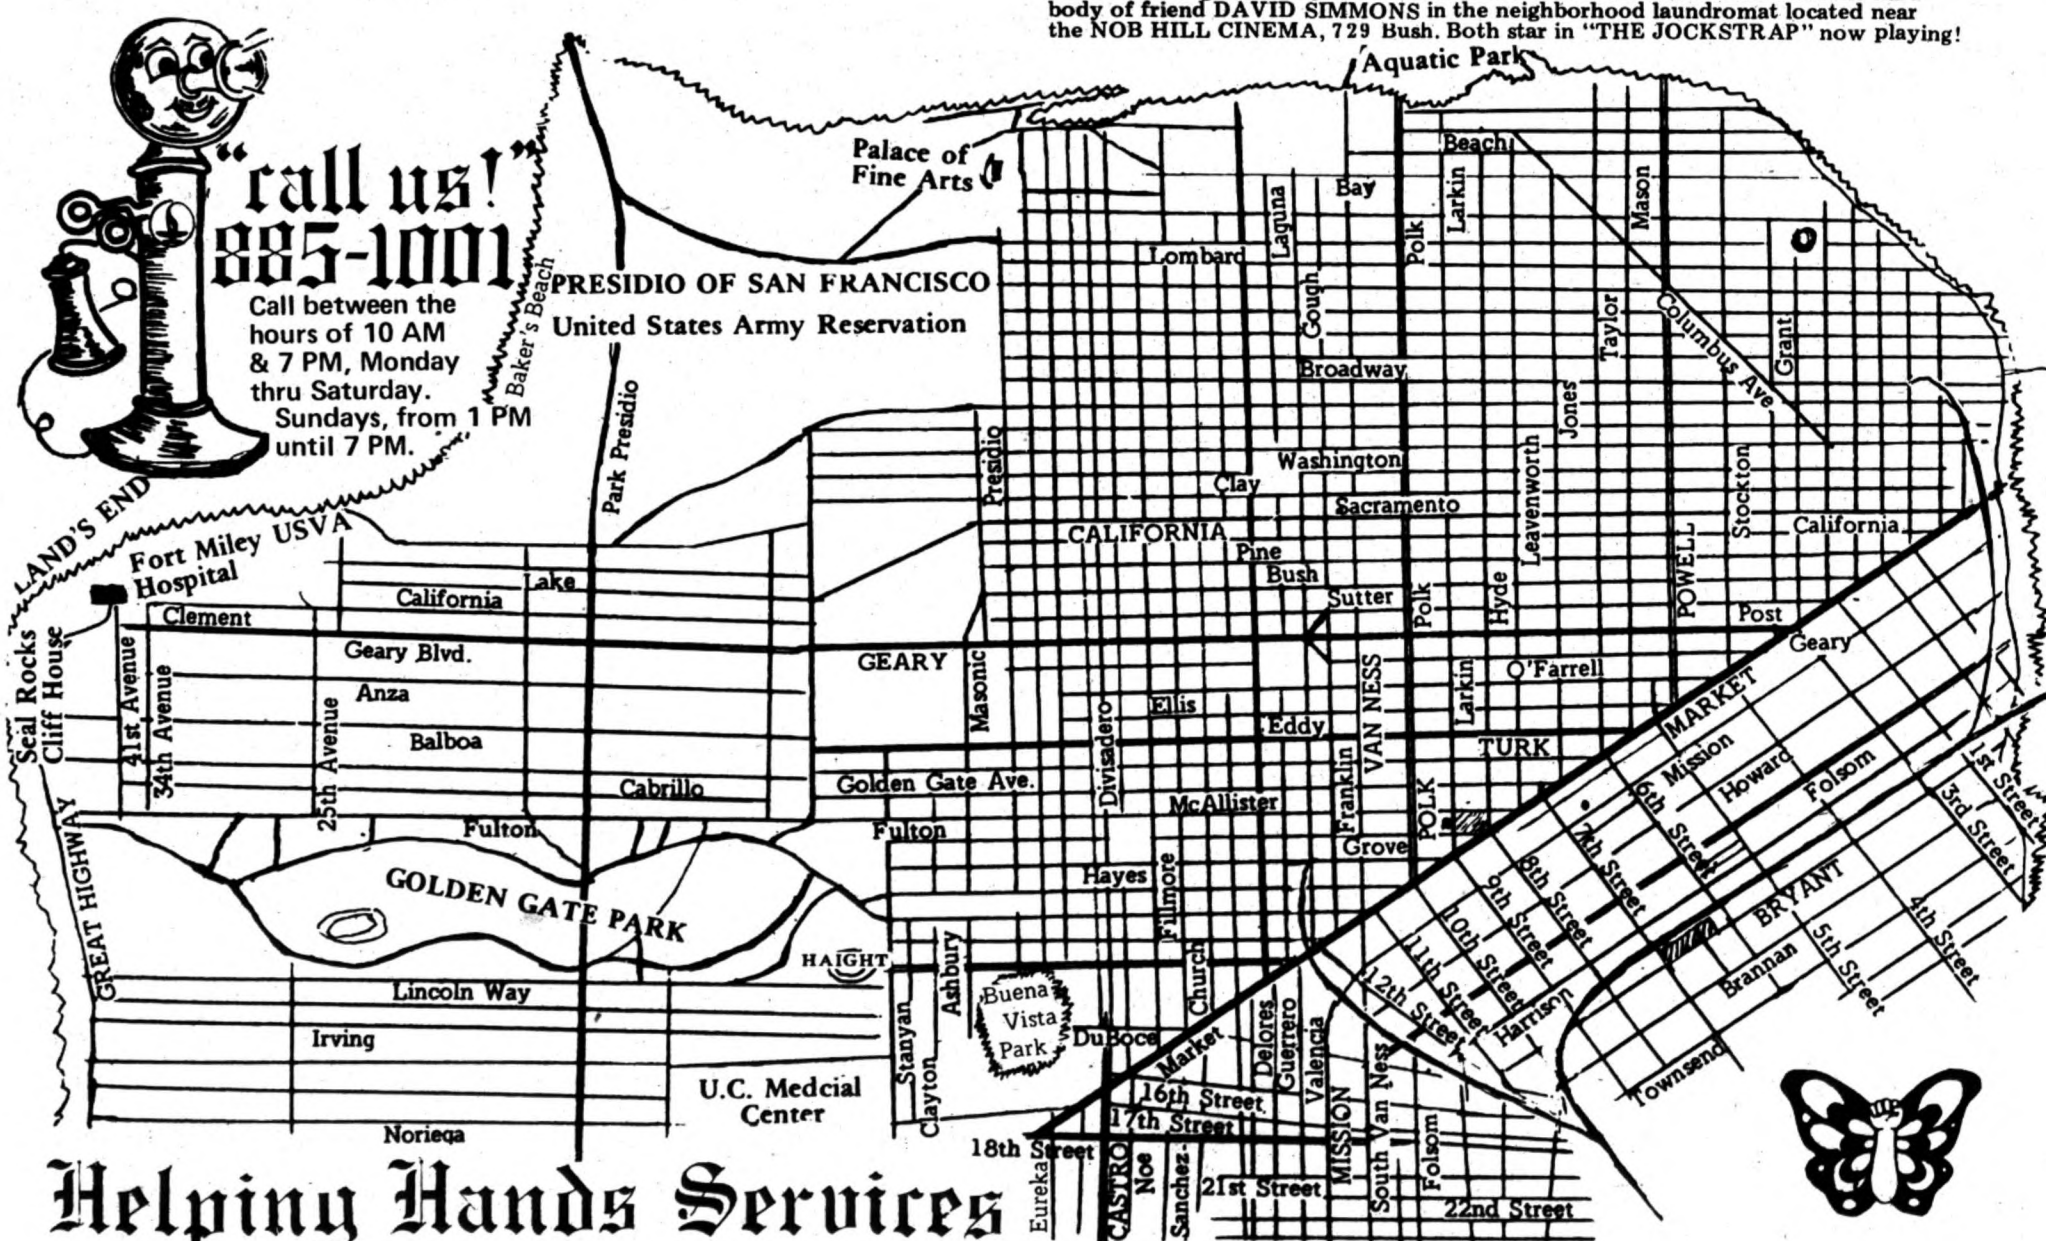 body of friend DAVID SIMMONS in the neighborhood laundromat located near
the NOB HILL CINEMA, 729 Bush. Both star in "THE JOCKSTRAP" now playing!
"call us!"
885-1001
Call between the
hours of 10 AM
& 7 PM, Monday
thru Saturday.
Sundays, from 1 PM
until 7 PM.
Aquatic Park
Palace of
Fine Arts
Beach
Bay
Larkin
Mason
Laguna
Polk
Lombard
Gough
PRESIDIO OF SAN FRANCISCO
United States Army Reservation
Baker's Beach
Park Presidio
Presidio
Taylor
Columbus Ave
Grant
Broadway
Jones
Washington
Clay
Sacramento
Leavenworth
Stockton
CALIFORNIA
California
Pine
Bush
Sutter
Polk
Hyde
POWELL
Post
LAND'S END
Fort Miley USVA
Hospital
Lake
California
Clement
Geary Blvd.
GEARY
Geary
Seal Rocks
Cliff House
41st Avenue
34th Avenue
25th Avenue
Anza
Balboa
Cabrillo
Masonic
O'Farrell
Larkin
VAN NESS
Ellis
Eddy
TURK
MARKET
Divisadero
Golden Gate Ave.
McAllister
Franklin
POLK
Mission
Howard
Folsom
1st Street
3rd Street
6th Street
7th Street
8th Street
9th Street
10th Street
11th Street
12th Street
Fulton
Fulton
Grove
Hayes
Fillmore
GREAT HIGHWAY
GOLDEN GATE PARK
HAIGHT
BRYANT
4th Street
5th Street
Brannan
Harrison
Townsend
Lincoln Way
Irving
Noriega
U.C. Medcial
Center
Stanyan
Clayton
Ashbury
Buena
Vista
Park
Church
DuBoce
Market
Delores
Guerrero
Valencia
MISSION
South Van Ness
Folsom
16th Street
17th Street
18th Street
Eureka
CASTRO
Noe
Sanchez
21st Street
22nd Street
Helping Hands Services